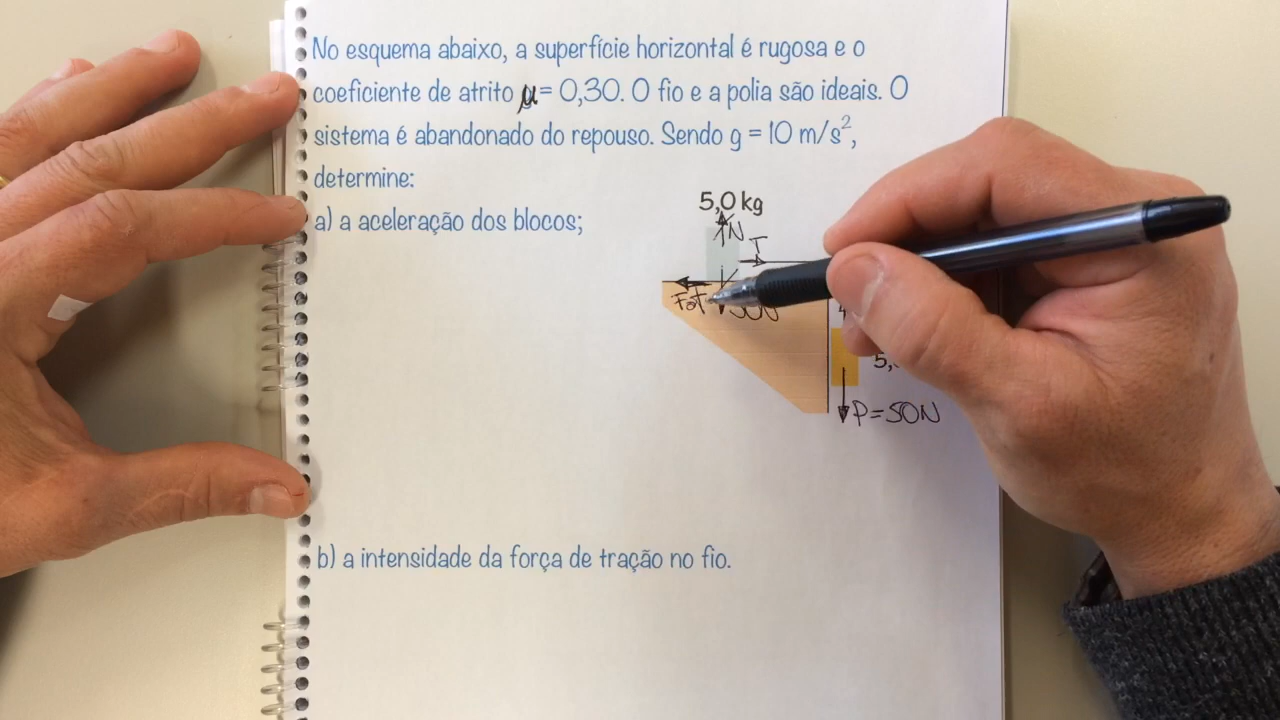 No esquema abaixo, a superfície horizontal é rugosa e o
coeficiente de atrito μ = 0,30. O fio e a polia são ideais. O
sistema é abandonado do repouso. Sendo g = 10 m/s²,
determine:
a) a aceleração dos blocos;
5,0 kg
N
T
FaT
50N
5,
P=50N
b) a intensidade da força de tração no fio.